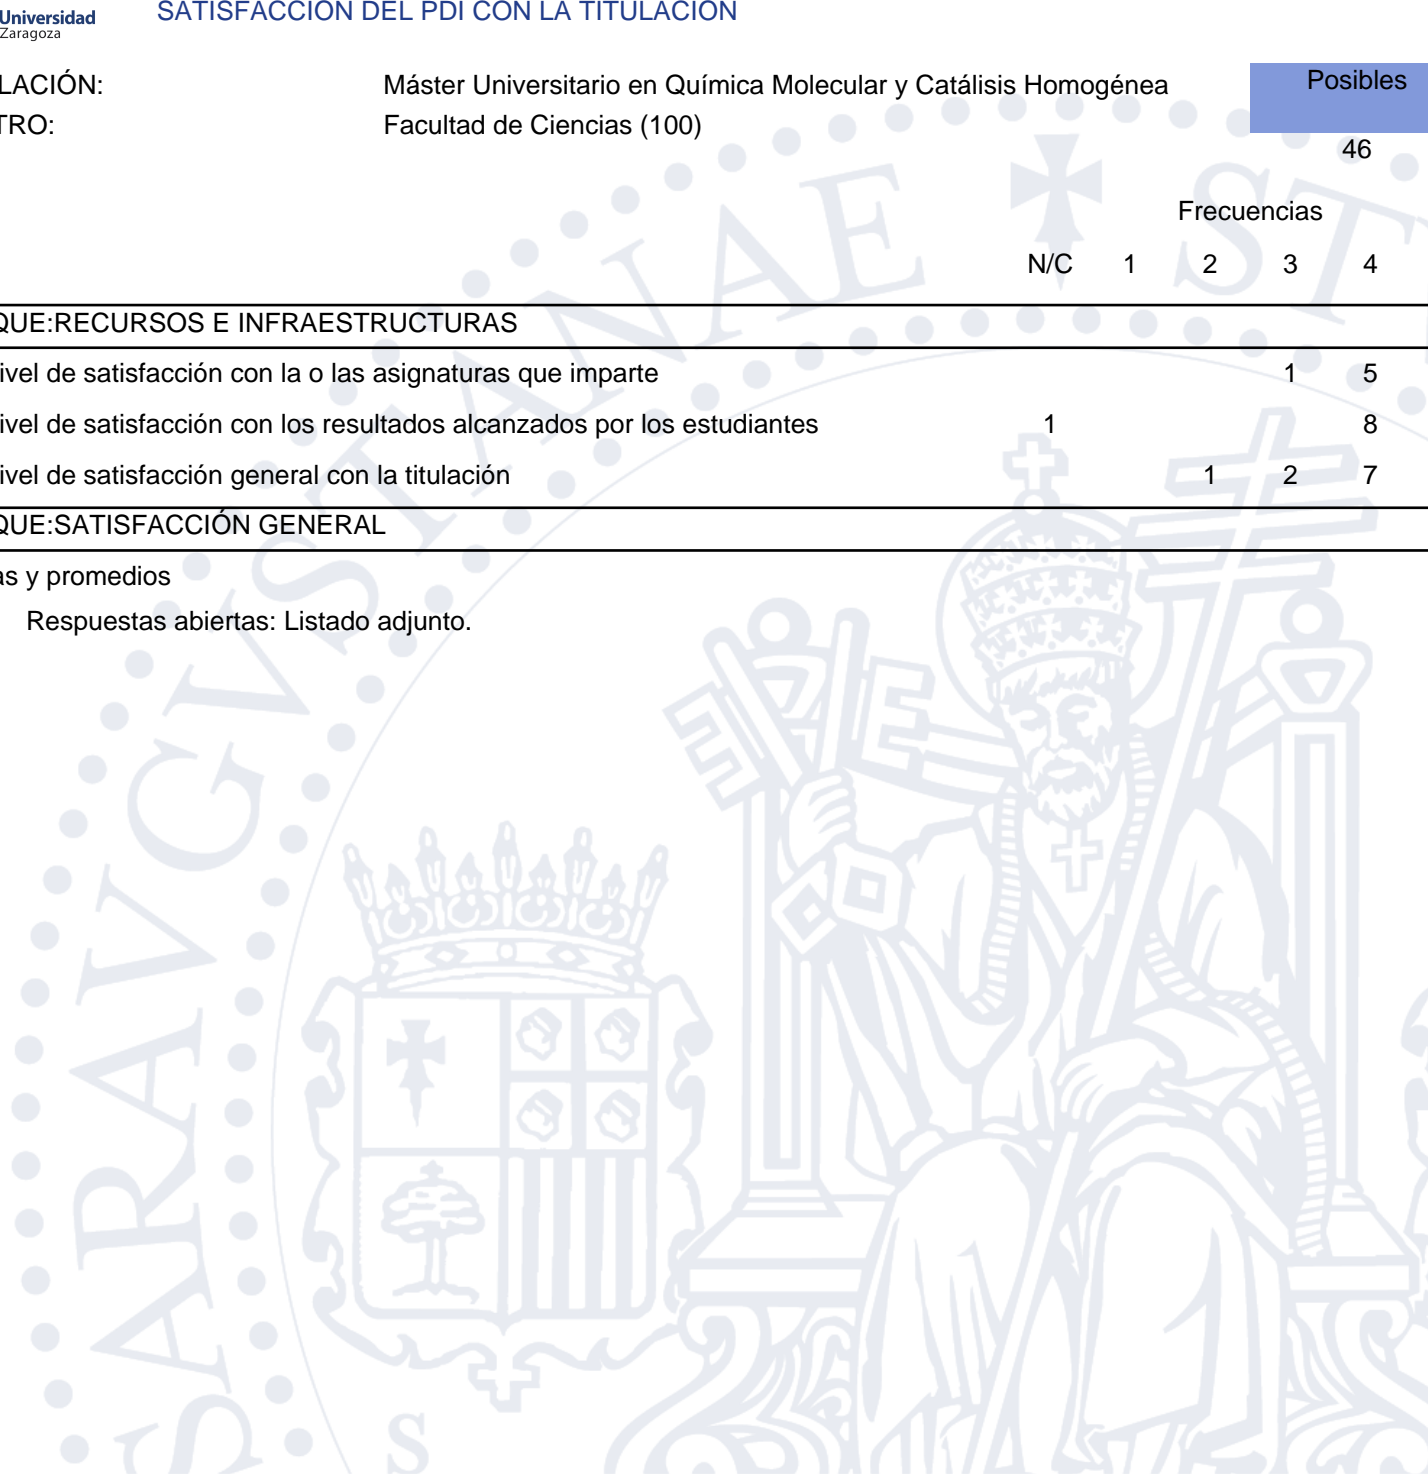 Universidad
Zaragoza
SATISFACCIÓN DEL PDI CON LA TITULACIÓN
LACIÓN: Máster Universitario en Química Molecular y Catálisis Homogénea
Posibles
TRO: Facultad de Ciencias (100)
46
Frecuencias
N/C 1 2 3 4
QUE:RECURSOS E INFRAESTRUCTURAS
ivel de satisfacción con la o las asignaturas que imparte 1 5
ivel de satisfacción con los resultados alcanzados por los estudiantes 1 8
ivel de satisfacción general con la titulación 1 2 7
QUE:SATISFACCIÓN GENERAL
as y promedios
Respuestas abiertas: Listado adjunto.